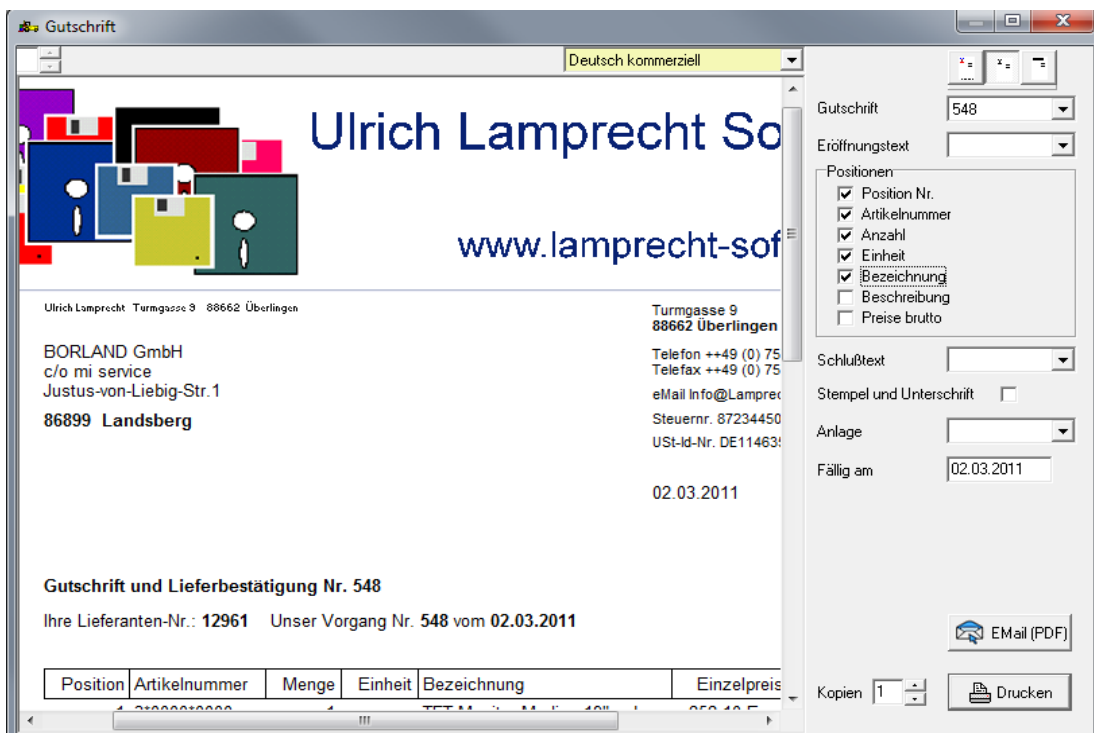 Gutschrift
Deutsch kommerziell
Ulrich Lamprecht So
www.lamprecht-sof
Ulrich Lamprecht Turmgasse 9 88662 Überlingen
Turmgasse 9
88662 Überlingen
BORLAND GmbH
c/o mi service
Justus-von-Liebig-Str. 1
86899 Landsberg
Telefon ++49 (0) 75
Telefax ++49 (0) 75
eMail Info@Lamprec
Steuernr. 87234450
USt-Id-Nr. DE11463
02.03.2011
Gutschrift und Lieferbestätigung Nr. 548
Ihre Lieferanten-Nr.: 12961 Unser Vorgang Nr. 548 vom 02.03.2011
Position Artikelnummer Menge Einheit Bezeichnung Einzelpreis
Gutschrift 548
Eröffnungstext
Positionen
Position Nr.
Artikelnummer
Anzahl
Einheit
Bezeichnung
Beschreibung
Preise brutto
Schlußtext
Stempel und Unterschrift
Anlage
Fällig am 02.03.2011
EMail (PDF)
Kopien 1 Drucken